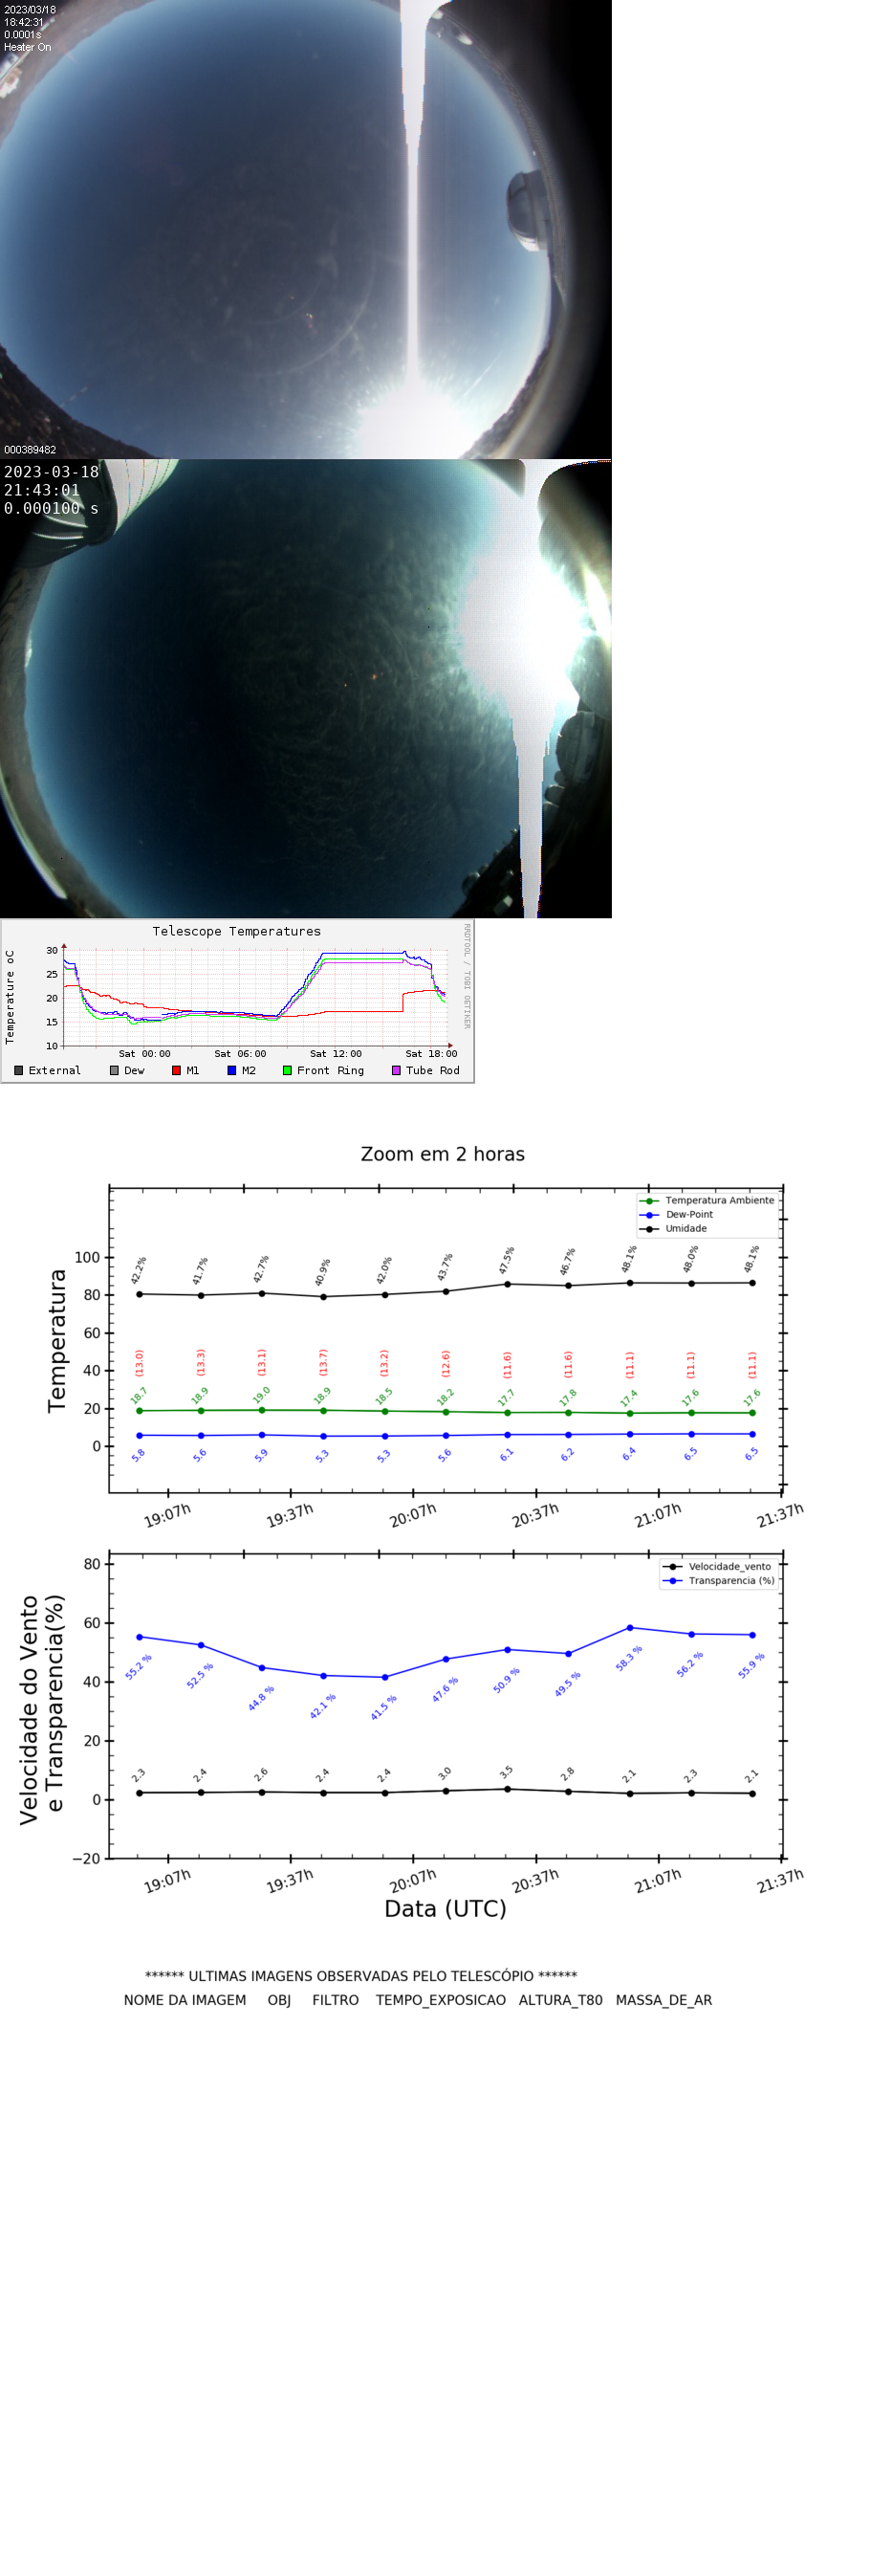 2023/03/18
18:42:31
0.0001s
Heater On
000389482
2023-03-18
21:43:01
0.000100 s
Telescope Temperatures
RRDTOOL / TOBI OETIKER
Temperature oC
30
25
20
15
10
Sat 00:00 Sat 06:00 Sat 12:00 Sat 18:00
External Dew M1 M2 Front Ring Tube Rod
Zoom em 2 horas
Temperatura
Temperatura Ambiente
Dew-Point
Umidade
100
80
60
40
20
0
42.2% 41.7% 42.7% 40.9% 42.0% 43.7% 47.5% 46.7% 48.1% 48.0% 48.1%
(13.0) (13.3) (13.1) (13.7) (13.2) (12.6) (11.6) (11.6) (11.1) (11.1) (11.1)
18.7 18.9 19.0 18.9 18.5 18.2 17.7 17.8 17.4 17.6 17.6
5.8 5.6 5.9 5.3 5.3 5.6 6.1 6.2 6.4 6.5 6.5
19:07h 19:37h 20:07h 20:37h 21:07h 21:37h
Velocidade do Vento
e Transparencia(%)
Velocidade_vento
Transparencia (%)
80
60
40
20
0
−20
55.2 % 52.5 % 44.8 % 42.1 % 41.5 % 47.6 % 50.9 % 49.5 % 58.3 % 56.2 % 55.9 %
2.3 2.4 2.6 2.4 2.4 3.0 3.5 2.8 2.1 2.3 2.1
19:07h 19:37h 20:07h 20:37h 21:07h 21:37h
Data (UTC)
****** ULTIMAS IMAGENS OBSERVADAS PELO TELESCÓPIO ******
NOME DA IMAGEM OBJ FILTRO TEMPO_EXPOSICAO ALTURA_T80 MASSA_DE_AR